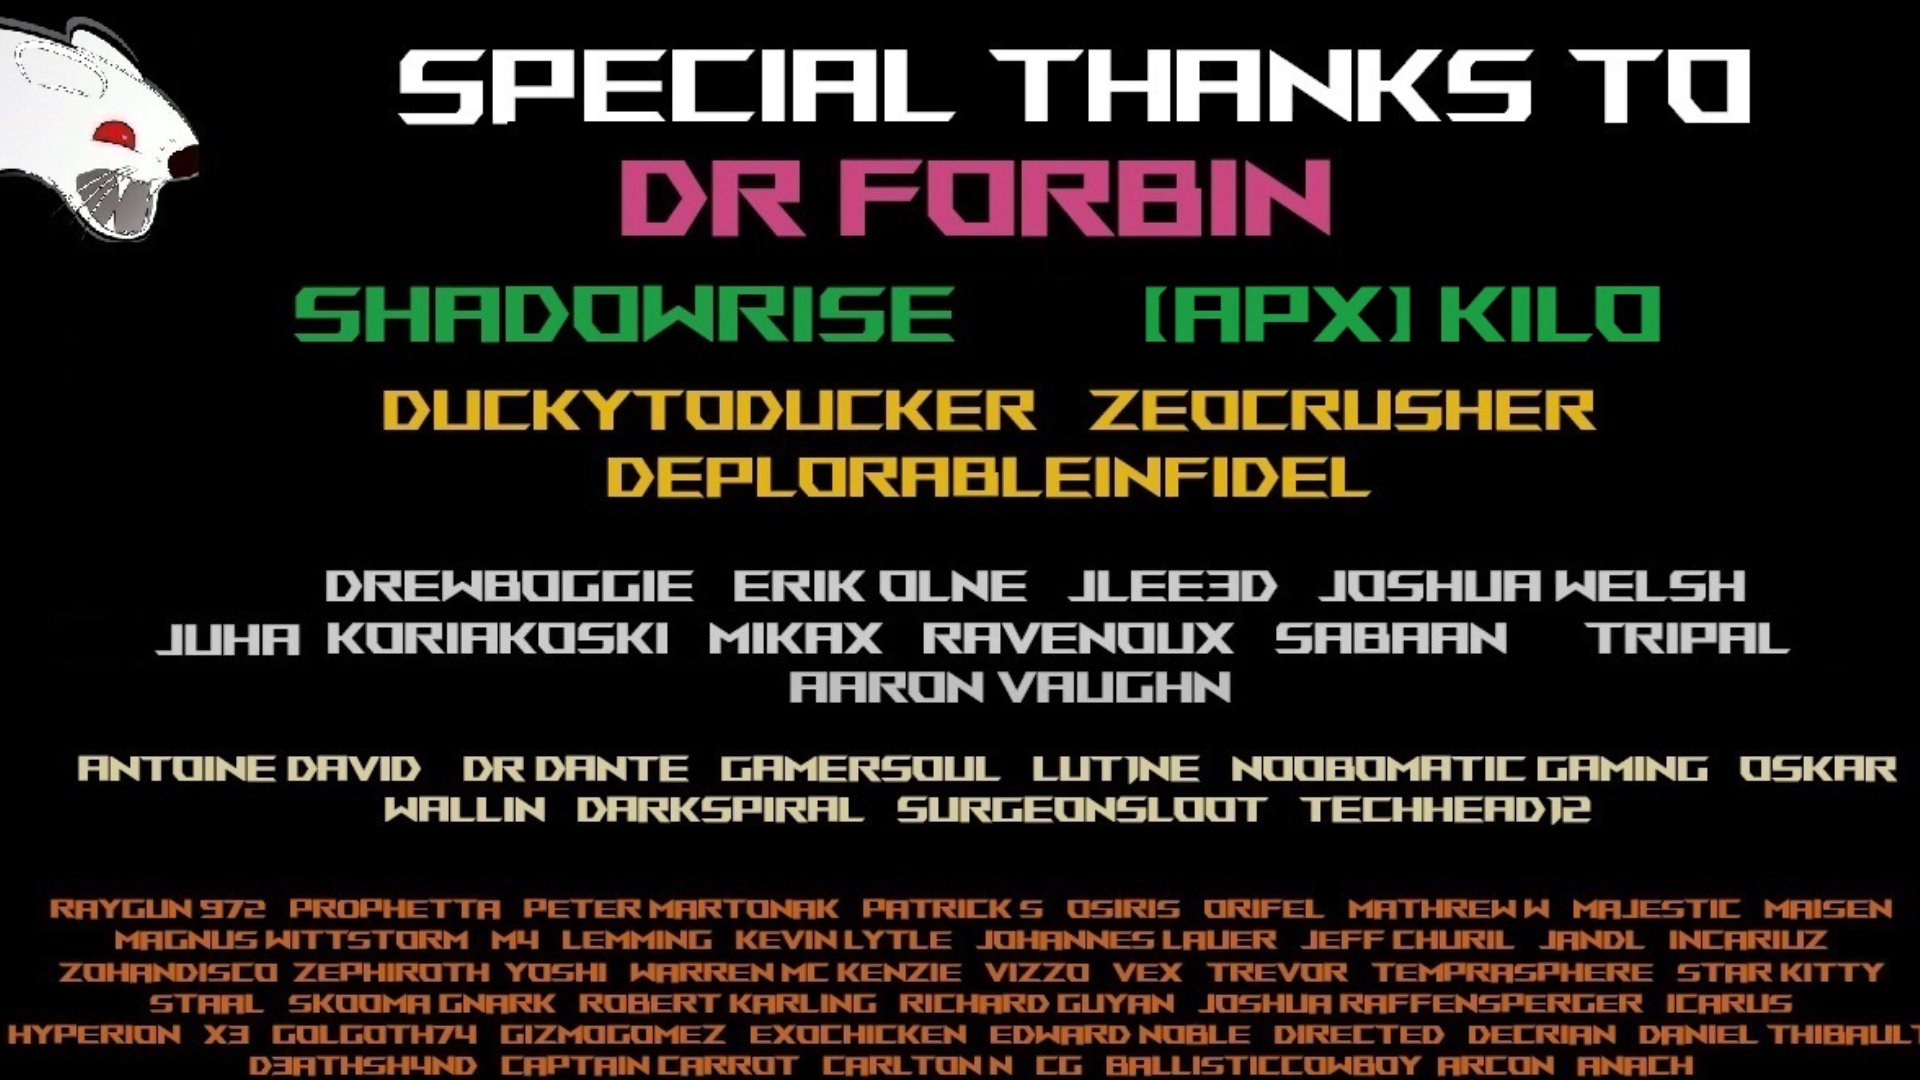 SPECIAL THANKS TO
DR FORBIN
SHADOWRISE [APX] KILO
DUCKYTODUCKER ZEOCRUSHER
DEPLORABLEINFIDEL
DREWBOGGIE ERIK OLNE JLEE3D JOSHUA WELSH
JUHA KORIAKOSKI MIKAX RAVENOUX SABAAN TRIPAL
AARON VAUGHN
ANTOINE DAVID DR DANTE GAMERSOUL LUT1NE NOOBOMATIC GAMING OSKAR
WALLIN DARKSPIRAL SURGEONSLOOT TECHHEAD12
RAYGUN 972 PROPHETTA PETER MARTONAK PATRICK S OSIRIS ORIFEL MATHREW W MAJESTIC MAISEN
MAGNUS WITTSTORM M4 LEMMING KEVIN LYTLE JOHANNES LAUER JEFF CHURIL JANDL INCARIUZ
ZOHANDISCO ZEPHIROTH YOSHI WARREN MC KENZIE VIZZO VEX TREVOR TEMPRASPHERE STAR KITTY
STAAL SKOOMA GNARK ROBERT KARLING RICHARD GUYAN JOSHUA RAFFENSPERGER ICARUS
HYPERION X3 GOLGOTH74 GIZMOGOMEZ EXOCHICKEN EDWARD NOBLE DIRECTED DECRIAN DANIEL THIBAULT
D3ATHSH4ND CAPTAIN CARROT CARLTON N CG BALLISTICCOWBOY ARCON ANACH